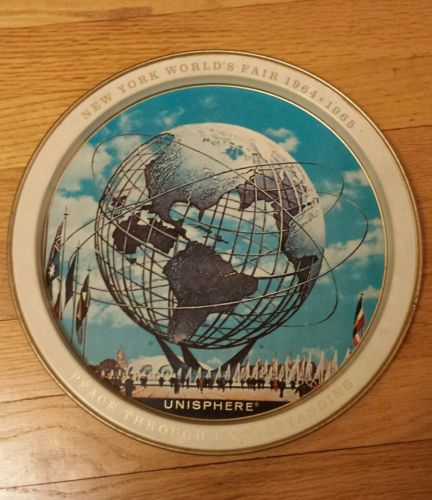 NEW YORK WORLD'S FAIR 1964 • 1965
UNISPHERE®
PEACE THROUGH UNDERSTANDING